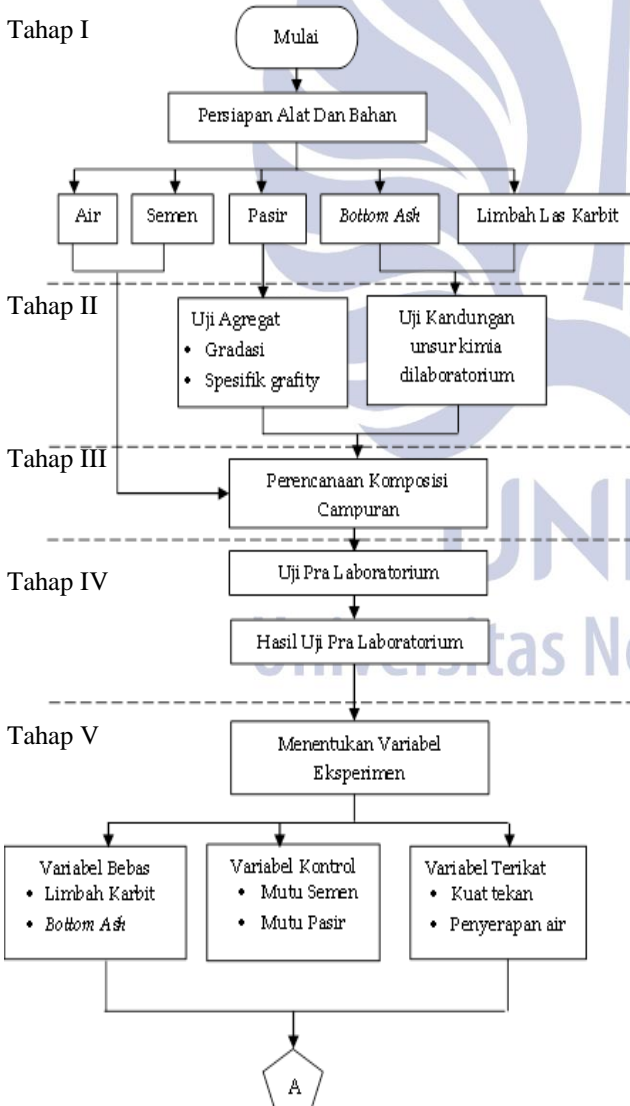 Tahap I
Mulai
Persiapan Alat Dan Bahan
Air
Semen
Pasir
Bottom Ash
Limbah Las Karbit
Tahap II
Uji Agregat
• Gradasi
• Spesifik grafity
Uji Kandungan
unsur kimia
dilaboratorium
Tahap III
Perencanaan Komposisi
Campuran
UNE
Tahap IV
Uji Pra Laboratorium
Hasil Uji Pra Laboratorium
Tahap V
Menentukan Variabel
Eksperimen
Variabel Bebas
• Limbah Karbit
• Bottom Ash
Variabel Kontrol
• Mutu Semen
• Mutu Pasir
Variabel Terikat
• Kuat tekan
• Penyerapan air
A